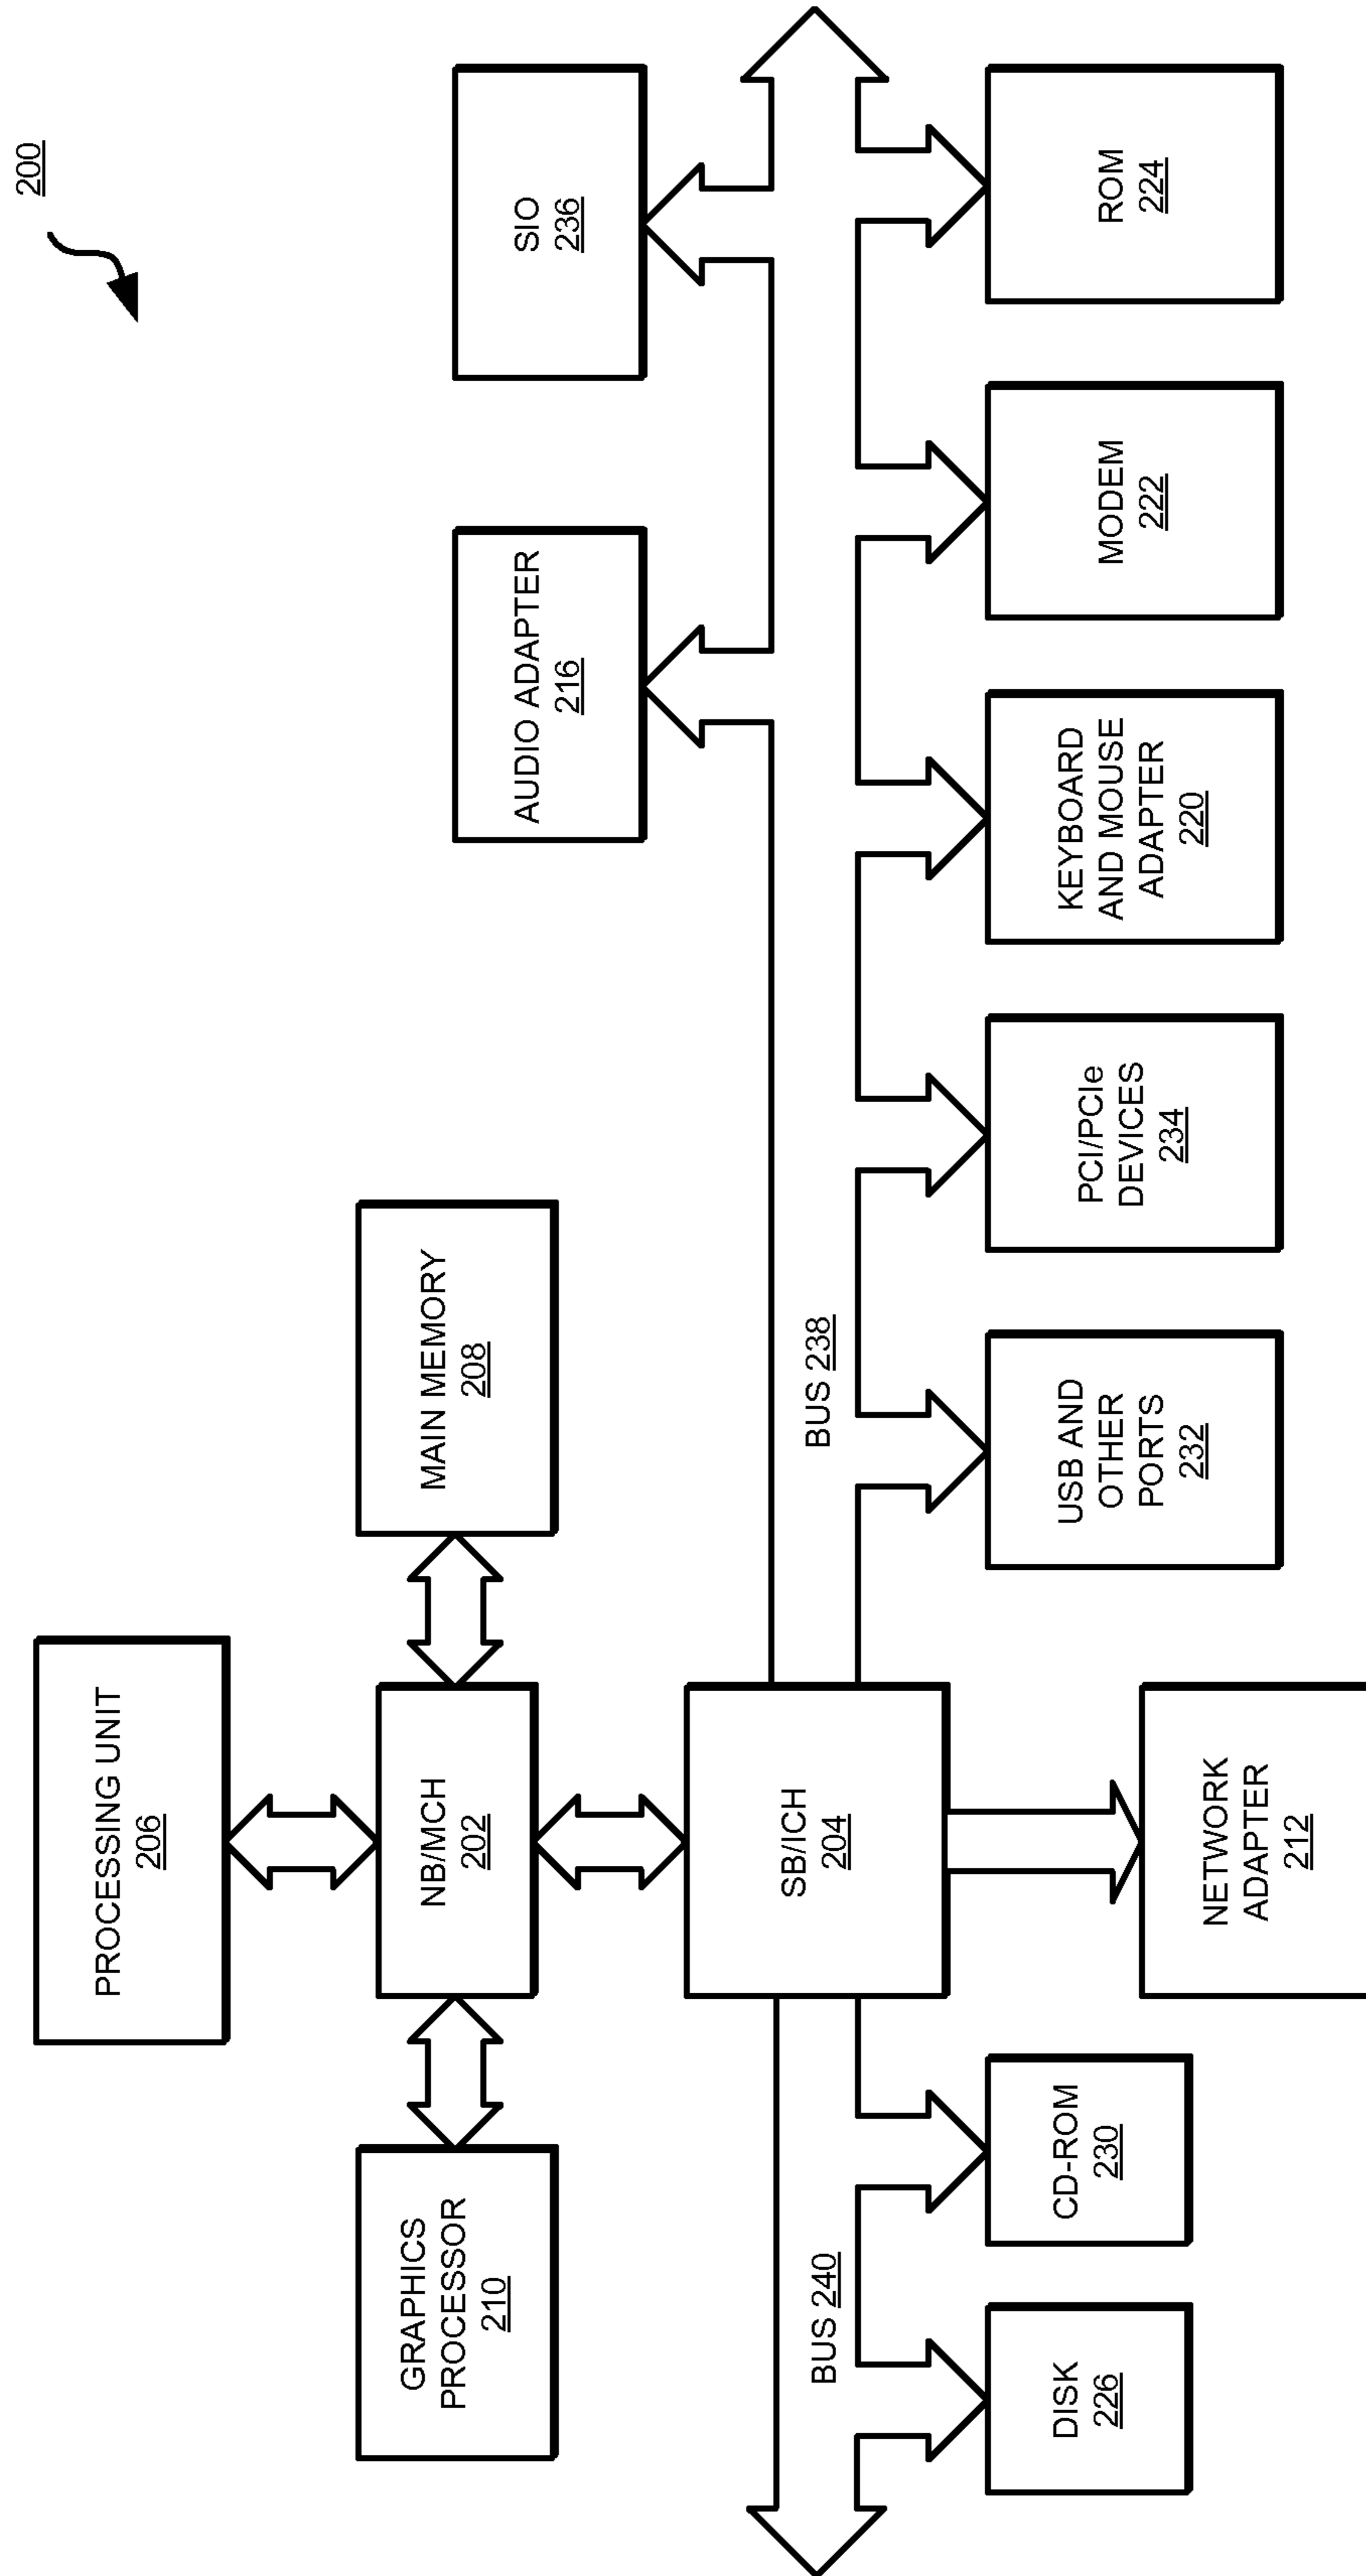 200
PROCESSING UNIT
206
GRAPHICS
PROCESSOR
210
NB/MCH
202
MAIN MEMORY
208
AUDIO ADAPTER
216
SIO
236
SB/ICH
204
BUS 240
BUS 238
DISK
226
CD-ROM
230
NETWORK
ADAPTER
212
USB AND
OTHER
PORTS
232
PCI/PCIe
DEVICES
234
KEYBOARD
AND MOUSE
ADAPTER
220
MODEM
222
ROM
224